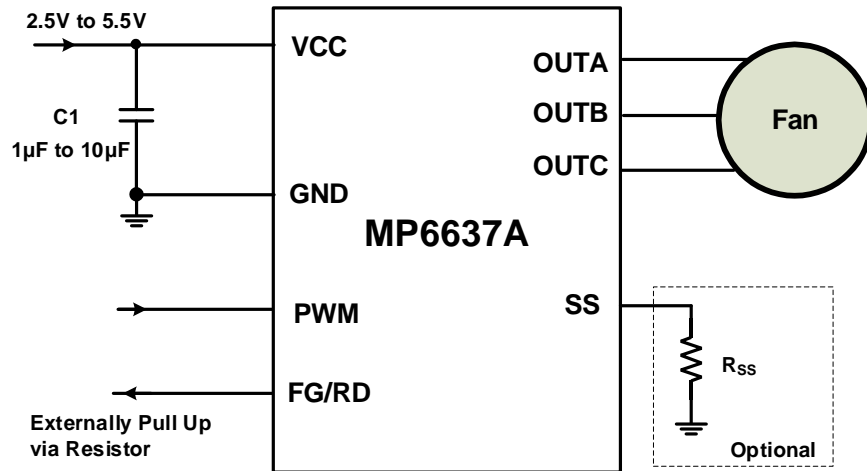 2.5V to 5.5V
VCC
OUTA
OUTB
OUTC
Fan
C1
1µF to 10µF
GND
MP6637A
PWM
SS
RSS
FG/RD
Externally Pull Up
via Resistor
Optional